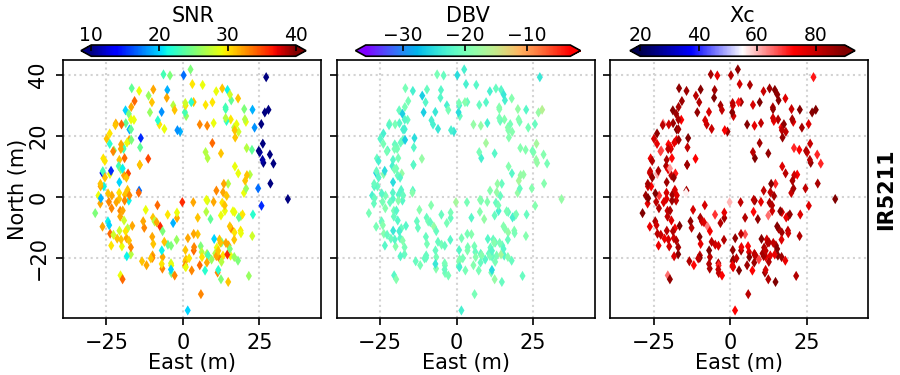 SNR DBV Xc
10 20 30 40 −30 −20 −10 20 40 60 80
40
20
0
−20
North (m)
−25 0 25 −25 0 25 −25 0 25
East (m) East (m) East (m)
IR5211